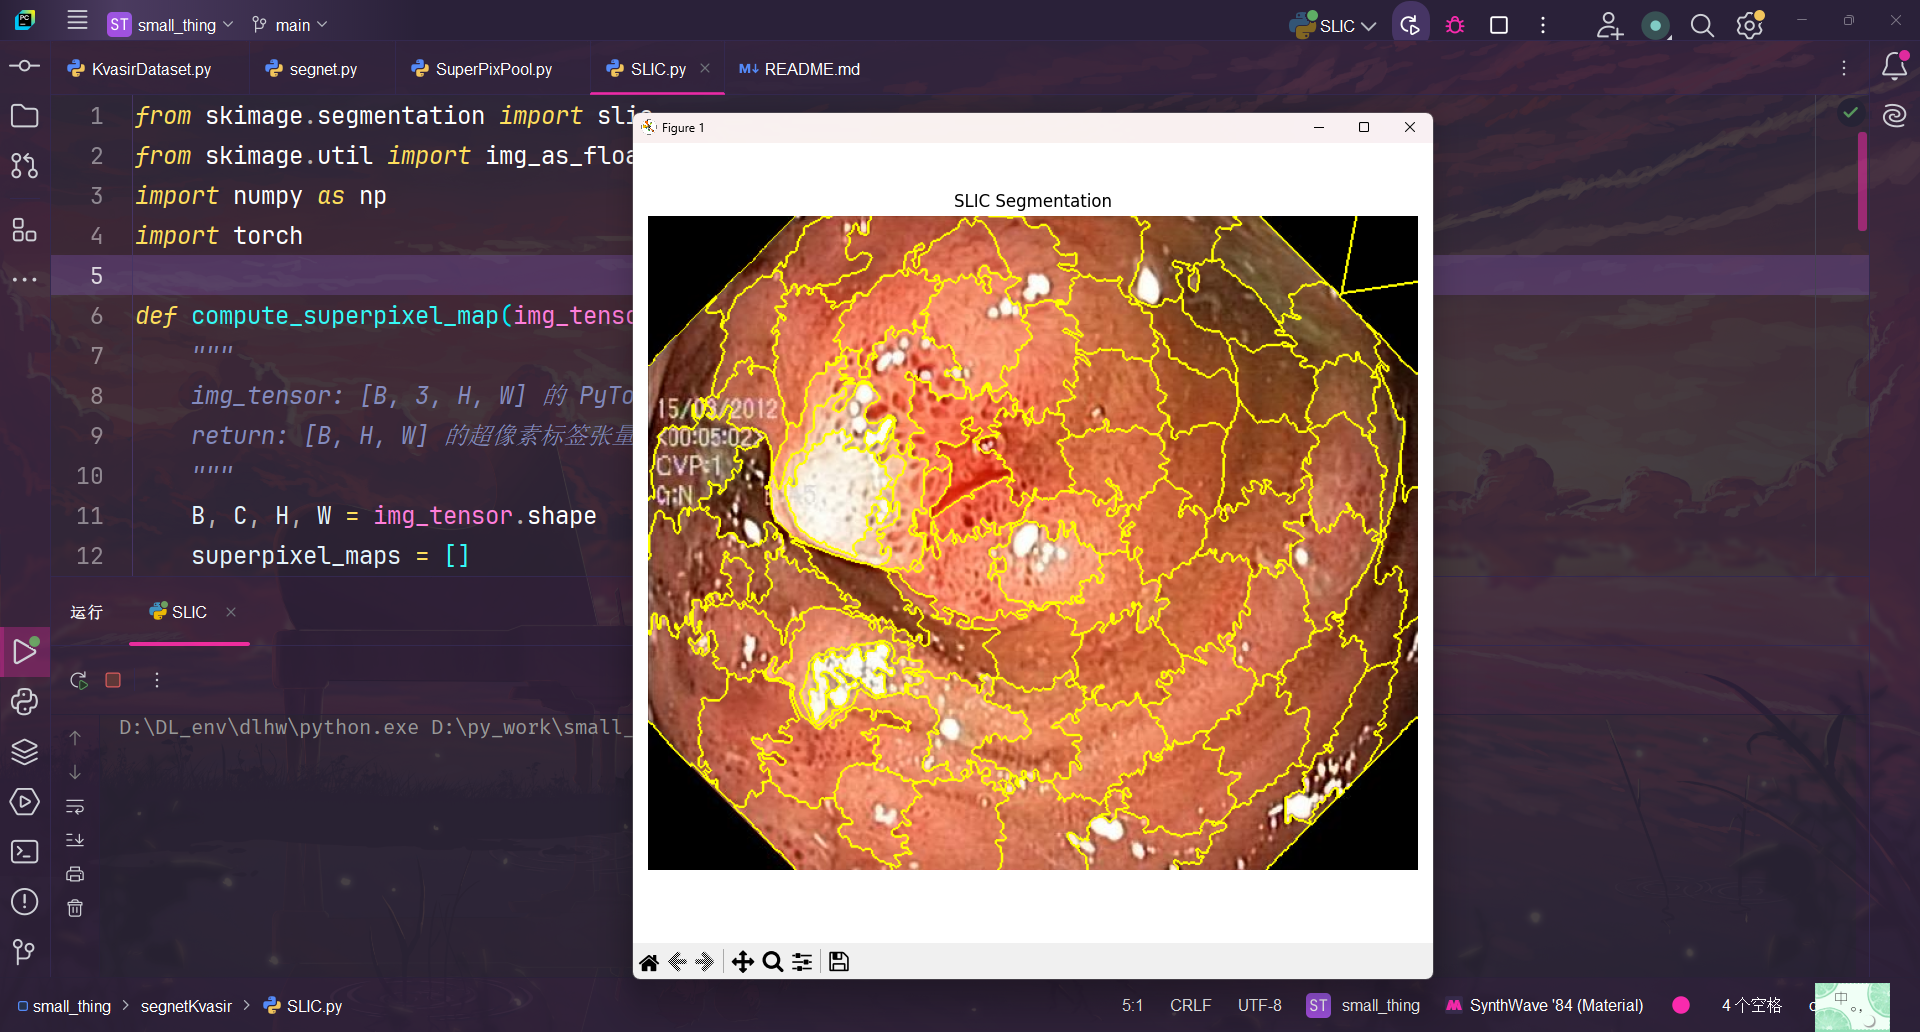 ST small_thing main
SLIC
KvasirDataset.py segnet.py SuperPixPool.py SLIC.py README.md
1 from skimage.segmentation import slic
2 from skimage.util import img_as_floa
3 import numpy as np
4 import torch
5
6 def compute_superpixel_map(img_tenso
7 """
8 img_tensor: [B, 3, H, W] 的 PyTo
9 return: [B, H, W] 的超像素标签张量
10 """
11 B, C, H, W = img_tensor.shape
12 superpixel_maps = []
Figure 1
SLIC Segmentation
15/03/2012
<00:05:02>
CVP:1
G:N
运行 SLIC
D:\DL_env\dlhw\python.exe D:\py_work\small_
small_thing > segnetKvasir > SLIC.py
5:1 CRLF UTF-8 ST small_thing SynthWave '84 (Material) 4 个空格
中